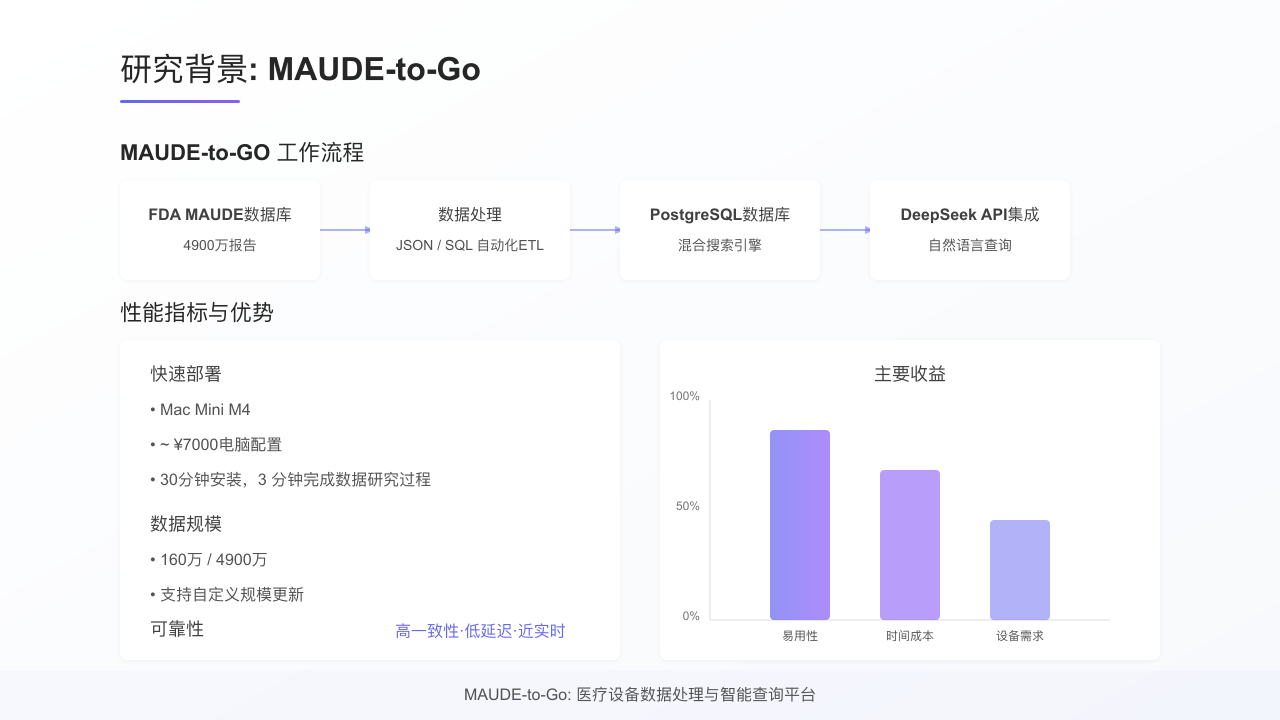 研究背景: MAUDE-to-Go
MAUDE-to-GO 工作流程
FDA MAUDE数据库
4900万报告
数据处理
JSON / SQL 自动化ETL
PostgreSQL数据库
混合搜索引擎
DeepSeek API集成
自然语言查询
性能指标与优势
快速部署
• Mac Mini M4
• ~ ¥7000电脑配置
• 30分钟安装，3 分钟完成数据研究过程
数据规模
• 160万 / 4900万
• 支持自定义规模更新
可靠性
高一致性·低延迟·近实时
主要收益
100%
50%
0%
易用性
时间成本
设备需求
MAUDE-to-Go: 医疗设备数据处理与智能查询平台